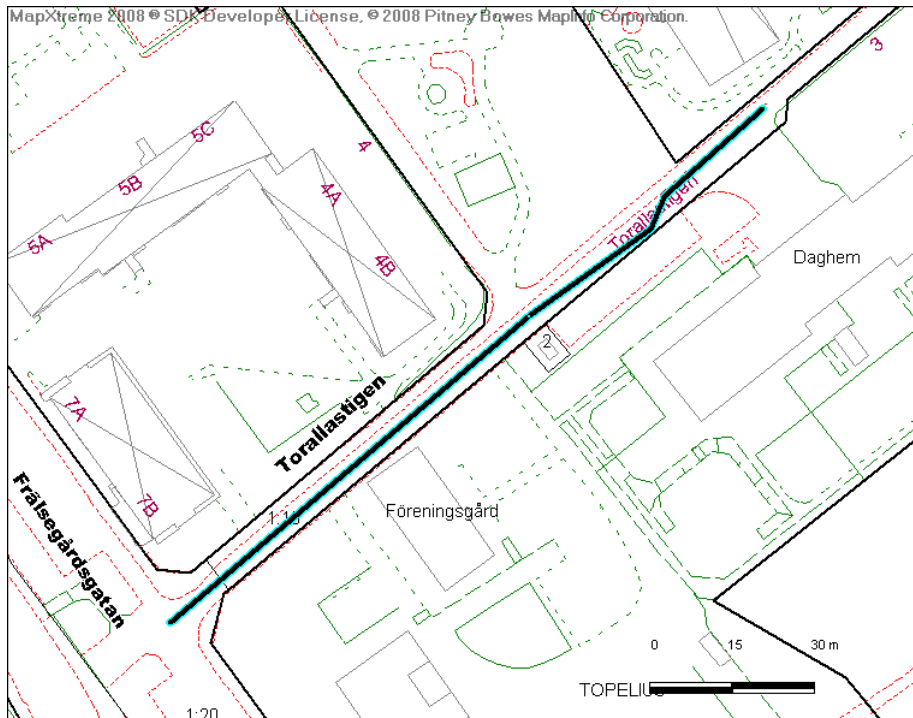 MapXtreme 2008 ® SDK Developer License, © 2008 Pitney Bowes MapInfo Corporation.
3
5C
4
5B
4A
Torallastigen
5A
4B
Daghem
2
7A
Torallastigen
7B
Föreningsgård
Frälsegårdsgatan
0 15 30 m
TOPELIUS
1:20